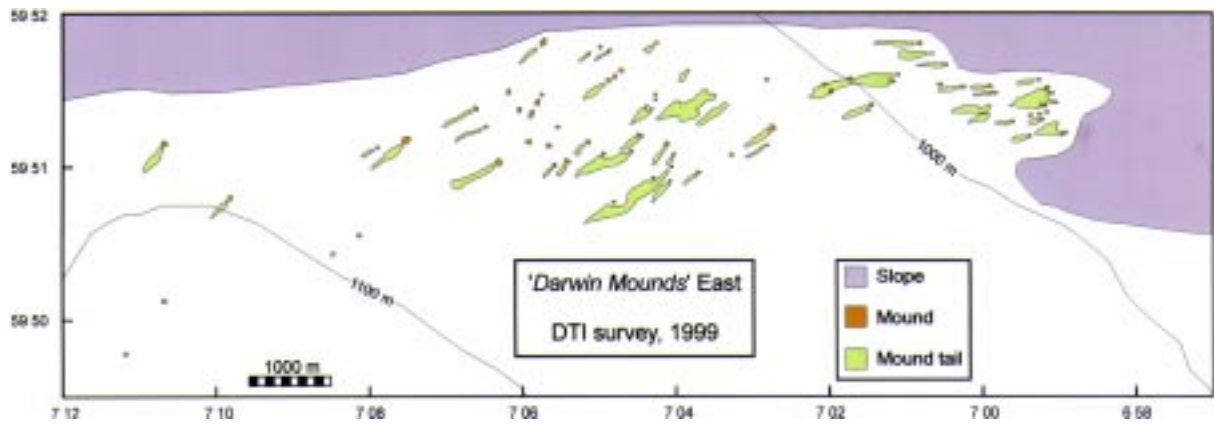 59 52
59 51
59 50
1000 m
1100 m
'Darwin Mounds' East
DTI survey, 1999
Slope
Mound
Mound tail
1000 m
7 12
7 10
7 08
7 06
7 04
7 02
7 00
6 58